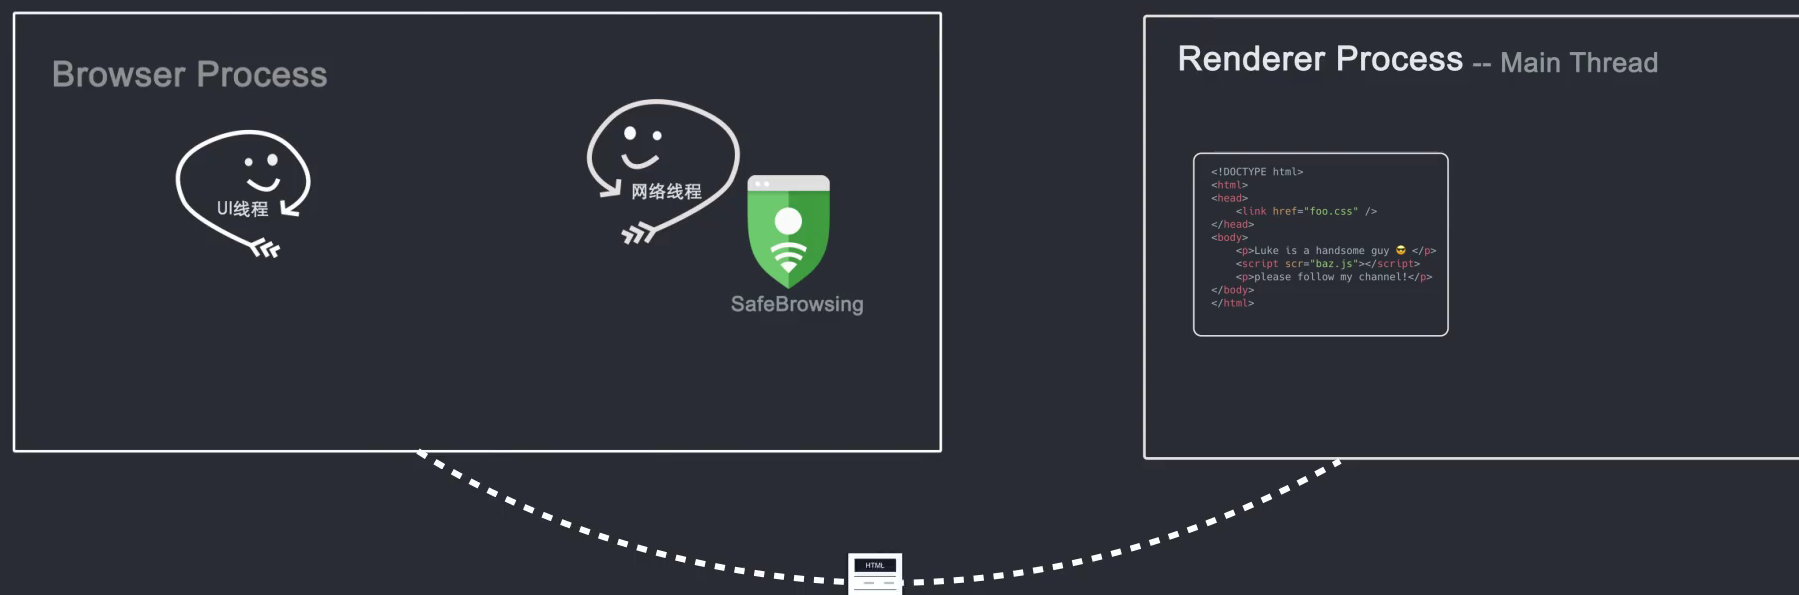 Browser Process
UI线程
网络线程
SafeBrowsing
Renderer Process -- Main Thread
<!DOCTYPE html>
<html>
<head>
    <link href="foo.css" />
</head>
<body>
    <p>Luke is a handsome guy 😎 </p>
    <script scr="baz.js"></script>
    <p>please follow my channel!</p>
</body>
</html>
HTML